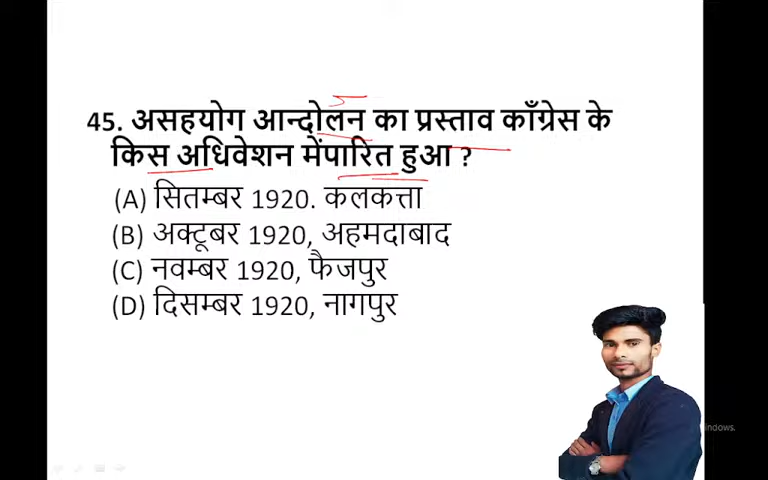 45. असहयोग आन्दोलन का प्रस्ताव काँग्रेस के
किस अधिवेशन मेंपारित हुआ ?
(A) सितम्बर 1920. कलकत्ता
(B) अक्टूबर 1920, अहमदाबाद
(C) नवम्बर 1920, फैजपुर
(D) दिसम्बर 1920, नागपुर
indows.